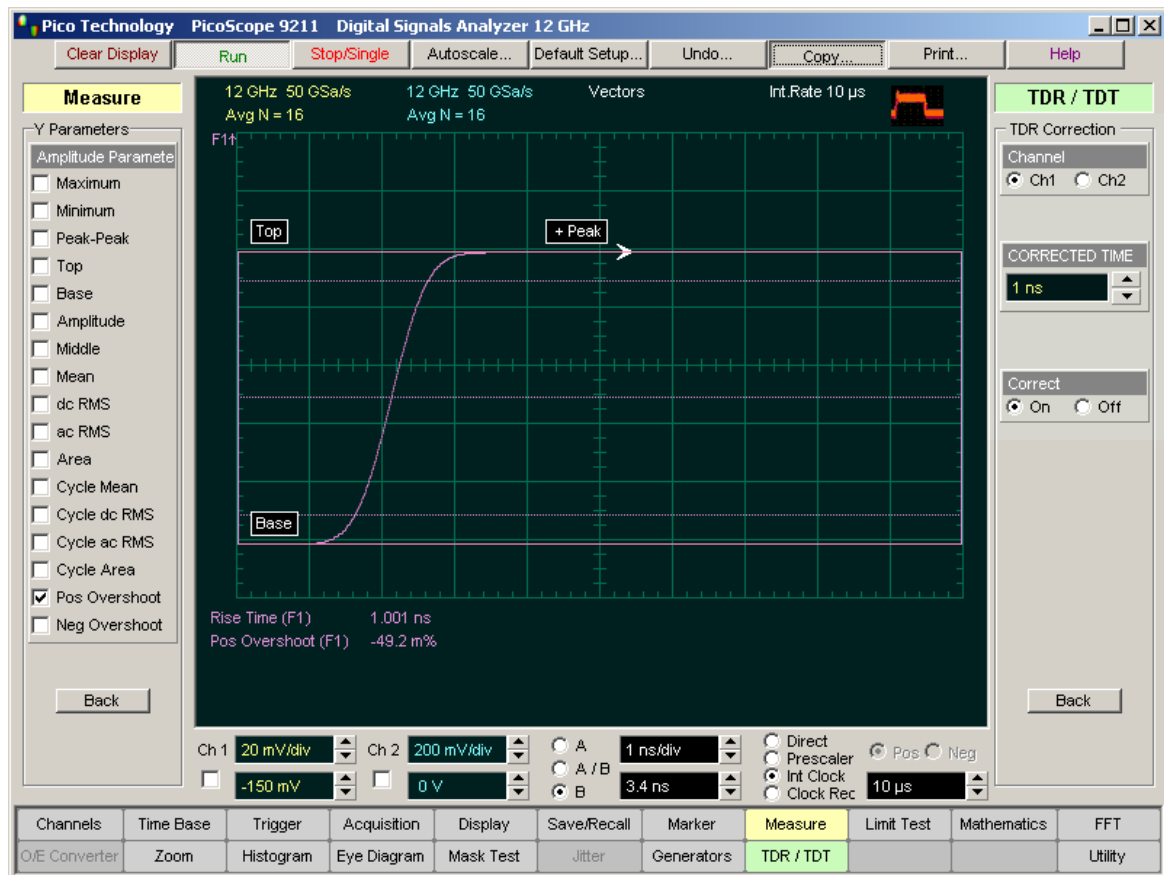 Pico Technology PicoScope 9211 Digital Signals Analyzer 12 GHz
Clear Display Run Stop/Single Autoscale... Default Setup... Undo... Copy... Print... Help
Measure
Y Parameters
Amplitude Paramete
Maximum
Minimum
Peak-Peak
Top
Base
Amplitude
Middle
Mean
dc RMS
ac RMS
Area
Cycle Mean
Cycle dc RMS
Cycle ac RMS
Cycle Area
Pos Overshoot
Neg Overshoot
Back
12 GHz 50 GSa/s 12 GHz 50 GSa/s Vectors Int.Rate 10 µs
Avg N = 16 Avg N = 16
F1
Top + Peak
Base
Rise Time (F1) 1.001 ns
Pos Overshoot (F1) -49.2 m%
TDR / TDT
TDR Correction
Channel
Ch1 Ch2
CORRECTED TIME
1 ns
Correct
On Off
Back
Ch 1 20 mV/div Ch 2 200 mV/div A 1 ns/div Direct
A / B Prescaler Pos Neg
-150 mV 0 V B 3.4 ns Int Clock 10 µs
Clock Rec
Channels Time Base Trigger Acquisition Display Save/Recall Marker Measure Limit Test Mathematics FFT
O/E Converter Zoom Histogram Eye Diagram Mask Test Jitter Generators TDR / TDT Utility